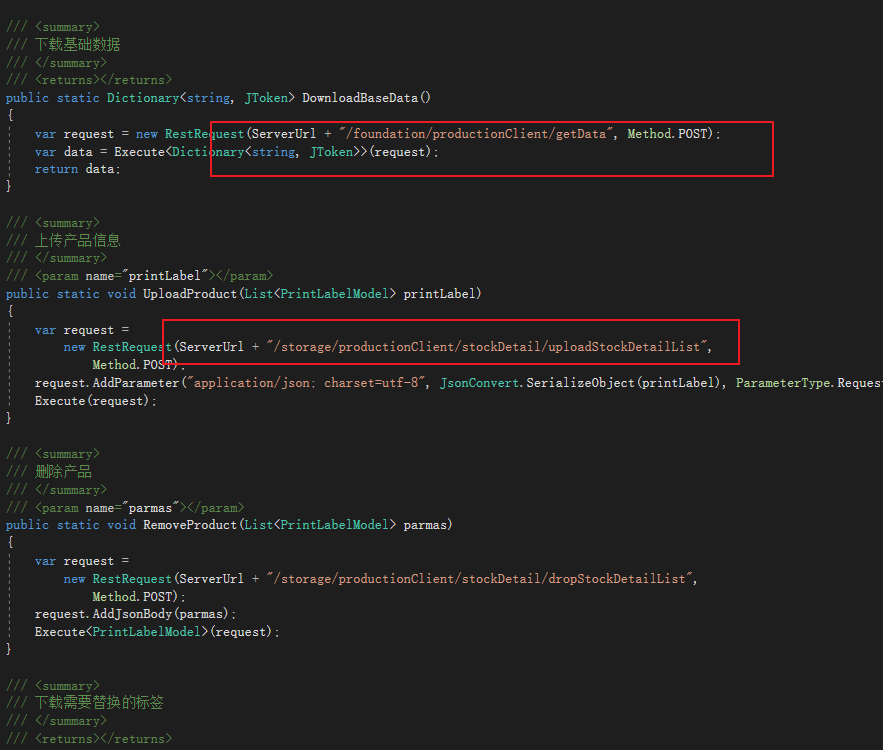 /// <summary>
/// 下载基础数据
/// </summary>
/// <returns></returns>
public static Dictionary<string, JToken> DownloadBaseData()
{
var request = new RestRequest(ServerUrl + "/foundation/productionClient/getData", Method.POST);
var data = Execute<Dictionary<string, JToken>>(request);
return data;
}
/// <summary>
/// 上传产品信息
/// </summary>
/// <param name="printLabel"></param>
public static void UploadProduct(List<PrintLabelModel> printLabel)
{
var request =
new RestRequest(ServerUrl + "/storage/productionClient/stockDetail/uploadStockDetailList",
Method.POST);
request.AddParameter("application/json; charset=utf-8", JsonConvert.SerializeObject(printLabel), ParameterType.Request
Execute(request);
}
/// <summary>
/// 删除产品
/// </summary>
/// <param name="parmas"></param>
public static void RemoveProduct(List<PrintLabelModel> parmas)
{
var request =
new RestRequest(ServerUrl + "/storage/productionClient/stockDetail/dropStockDetailList",
Method.POST);
request.AddJsonBody(parmas);
Execute<PrintLabelModel>(request);
}
/// <summary>
/// 下载需要替换的标签
/// </summary>
/// <returns></returns>